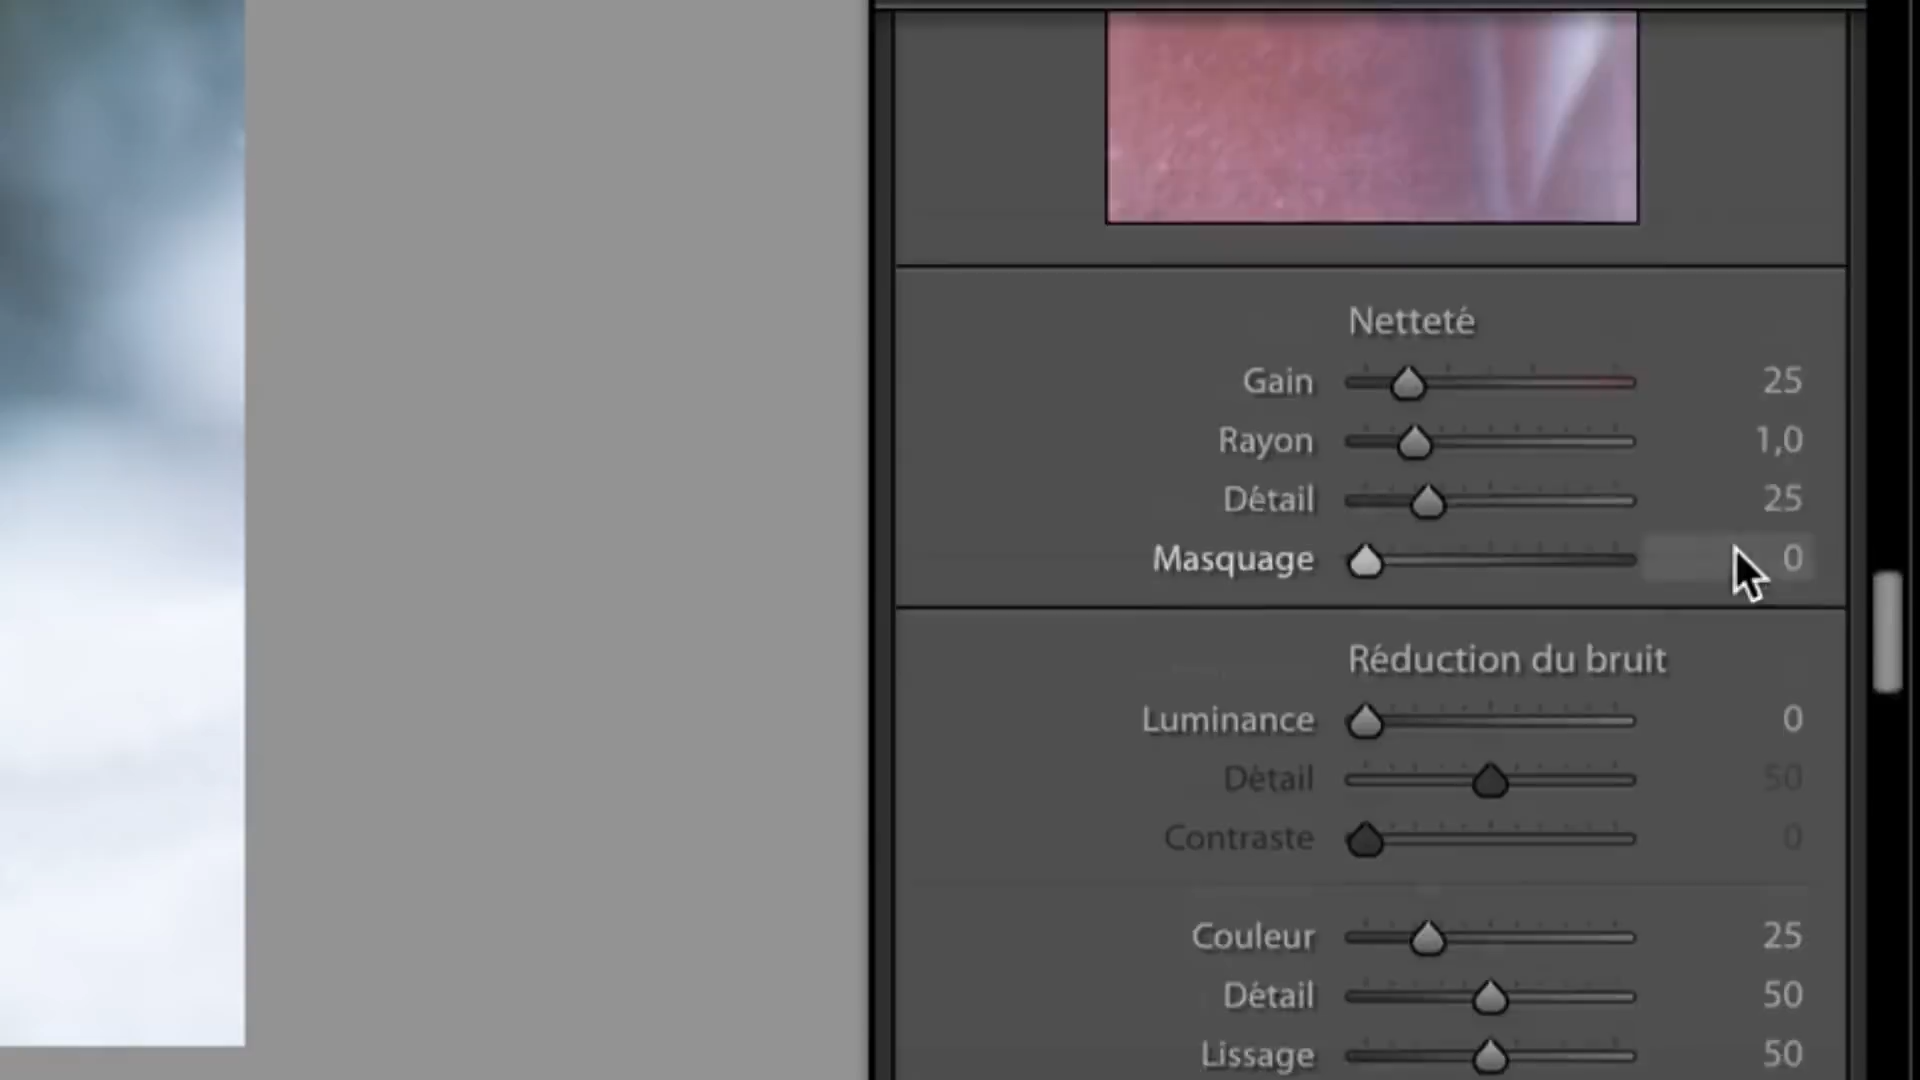 Netteté
Gain 25
Rayon 1,0
Détail 25
Masquage 0
Réduction du bruit
Luminance 0
Détail 50
Contraste 0
Couleur 25
Détail 50
Lissage 50